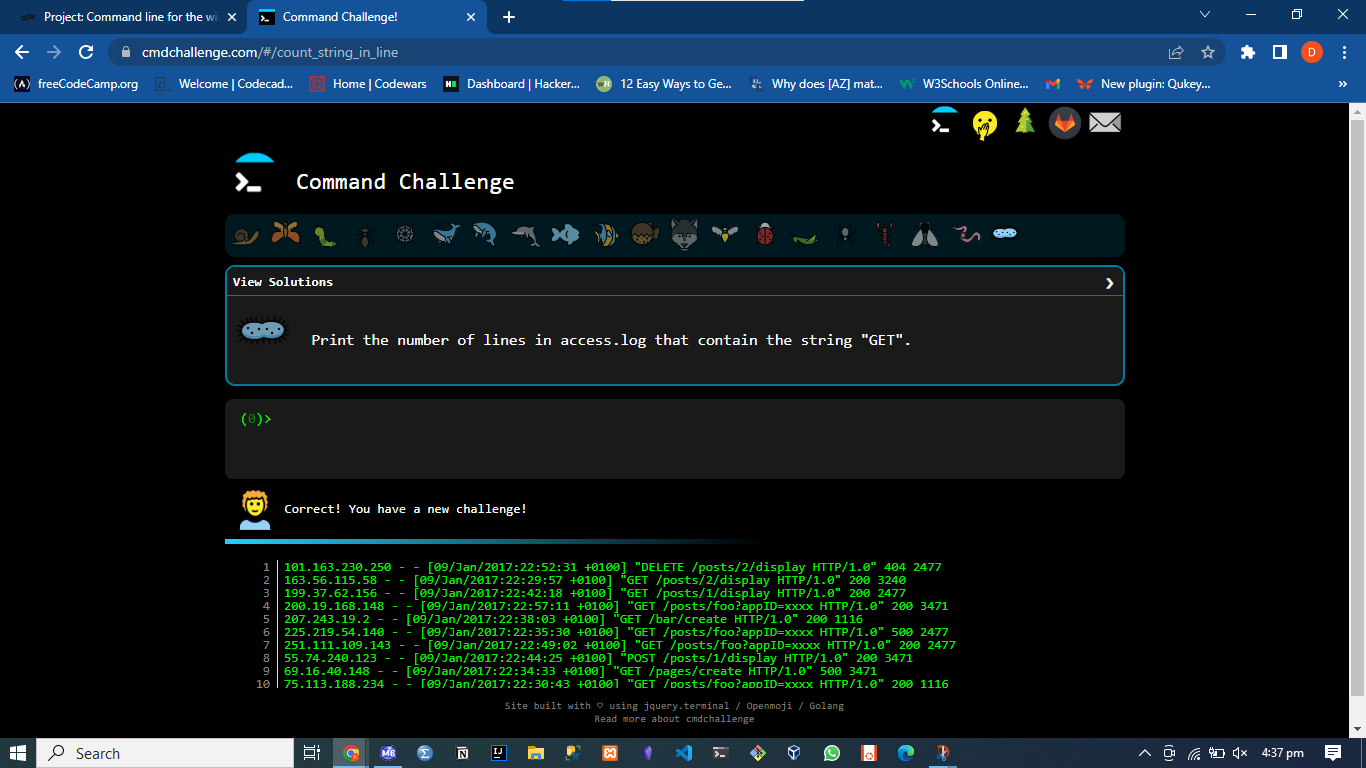 Project: Command line for the wi
Command Challenge!
cmdchallenge.com/#/count_string_in_line
D
freeCodeCamp.org
Welcome | Codecad...
Home | Codewars
Dashboard | Hacker...
12 Easy Ways to Ge...
Why does [AZ] mat...
W3Schools Online...
New plugin: Qukey...
»
Command Challenge
View Solutions
Print the number of lines in access.log that contain the string "GET".
(0)>
Correct! You have a new challenge!
1 101.163.230.250 - - [09/Jan/2017:22:52:31 +0100] "DELETE /posts/2/display HTTP/1.0" 404 2477
2 163.56.115.58 - - [09/Jan/2017:22:29:57 +0100] "GET /posts/2/display HTTP/1.0" 200 3240
3 199.37.62.156 - - [09/Jan/2017:22:42:18 +0100] "GET /posts/1/display HTTP/1.0" 200 2477
4 200.19.168.148 - - [09/Jan/2017:22:57:11 +0100] "GET /posts/foo?appID=xxxx HTTP/1.0" 200 3471
5 207.243.19.2 - - [09/Jan/2017:22:38:03 +0100] "GET /bar/create HTTP/1.0" 200 1116
6 225.219.54.140 - - [09/Jan/2017:22:35:30 +0100] "GET /posts/foo?appID=xxxx HTTP/1.0" 500 2477
7 251.111.109.143 - - [09/Jan/2017:22:49:02 +0100] "GET /posts/foo?appID=xxxx HTTP/1.0" 200 2477
8 55.74.240.123 - - [09/Jan/2017:22:44:25 +0100] "POST /posts/1/display HTTP/1.0" 200 3471
9 69.16.40.148 - - [09/Jan/2017:22:34:33 +0100] "GET /pages/create HTTP/1.0" 500 3471
10 75.113.188.234 - - [09/Jan/2017:22:30:43 +0100] "GET /posts/foo?appID=xxxx HTTP/1.0" 200 1116
Site built with ♡ using jquery.terminal / Openmoji / Golang
Read more about cmdchallenge
Search
4:37 pm